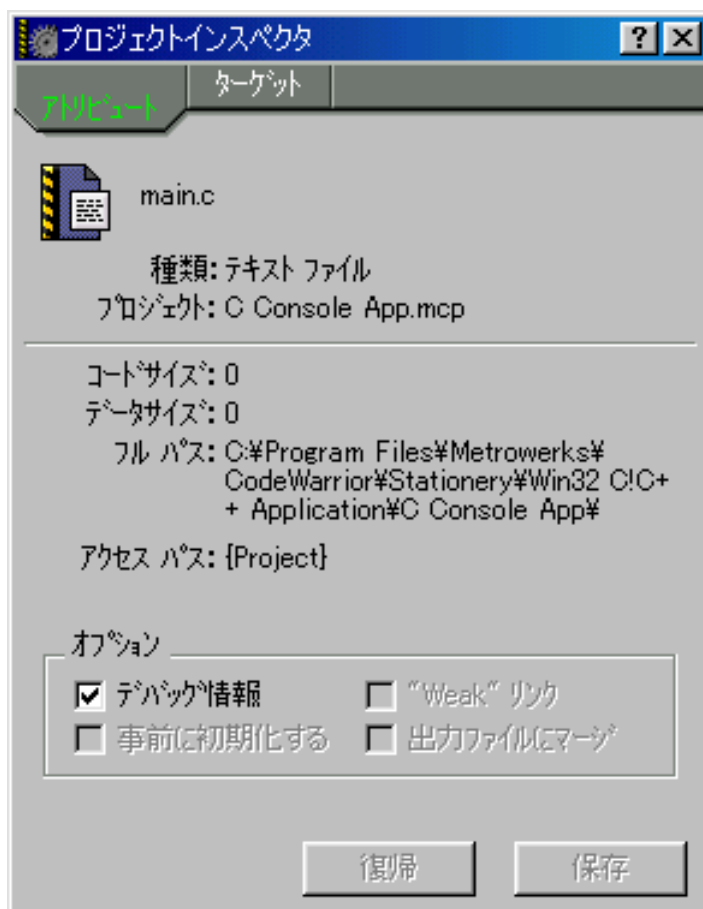 プロジェクトインスペクタ
アトリビュート ターゲット
main.c
種類: テキスト ファイル
プロジェクト: C Console App.mcp
コードサイズ: 0
データサイズ: 0
フル パス: C:¥Program Files¥Metrowerks¥
CodeWarrior¥Stationery¥Win32 C!C+
+ Application¥C Console App¥
アクセス パス: {Project}
オプション
デバッグ情報 "Weak" リンク
事前に初期化する 出力ファイルにマージ
復帰 保存